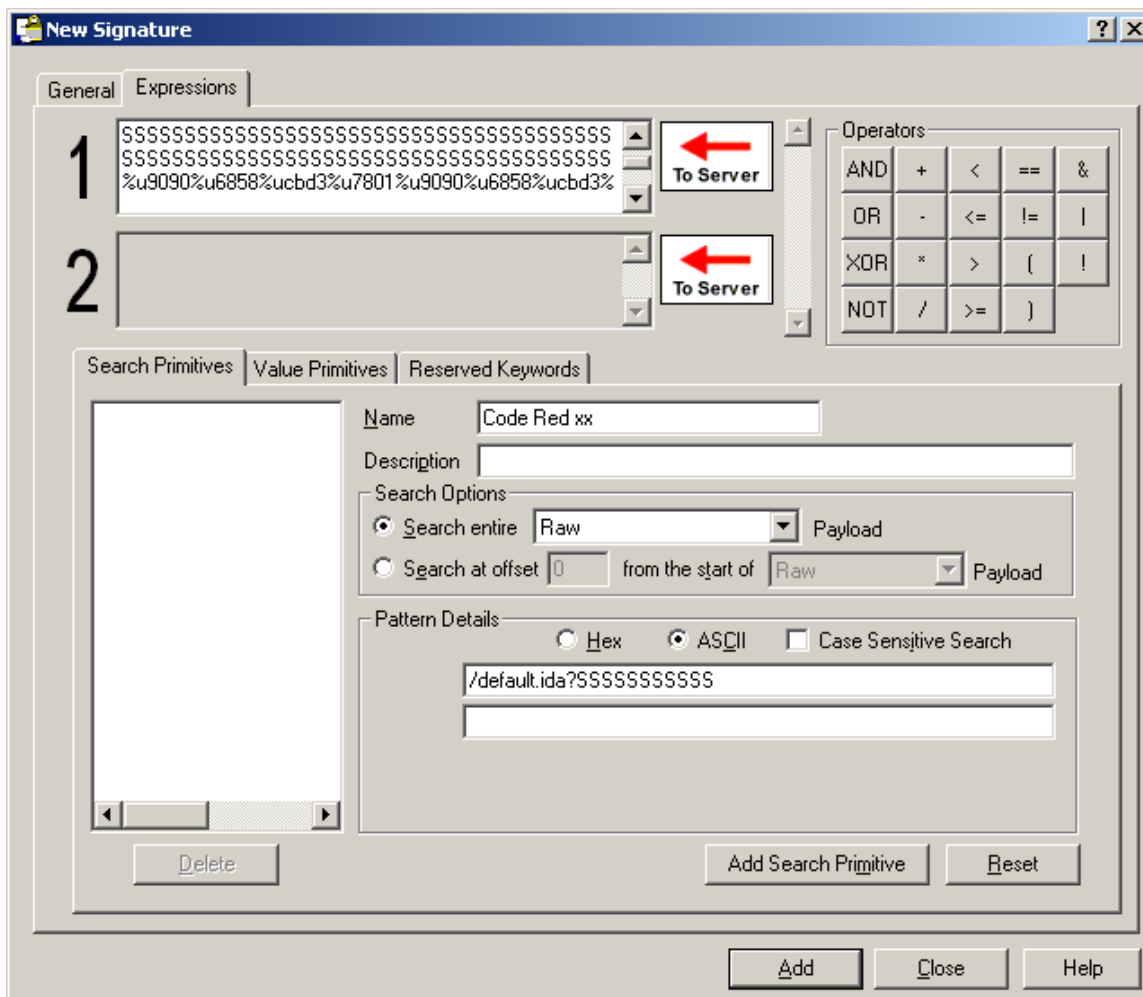 New Signature
General
Expressions
1
SSSSSSSSSSSSSSSSSSSSSSSSSSSSSSSSSSSSSSS
SSSSSSSSSSSSSSSSSSSSSSSSSSSSSSSSSSSSSSS
%u9090%u6858%ucbd3%u7801%u9090%u6858%ucbd3%
To Server
2
To Server
Operators
AND + < == &
OR - <= != |
XOR * > ( !
NOT / >= )
Search Primitives
Value Primitives
Reserved Keywords
Name Code Red xx
Description
Search Options
Search entire Raw Payload
Search at offset 0 from the start of Raw Payload
Pattern Details
Hex ASCII Case Sensitive Search
/default.ida?SSSSSSSSSSS
Delete
Add Search Primitive
Reset
Add
Close
Help